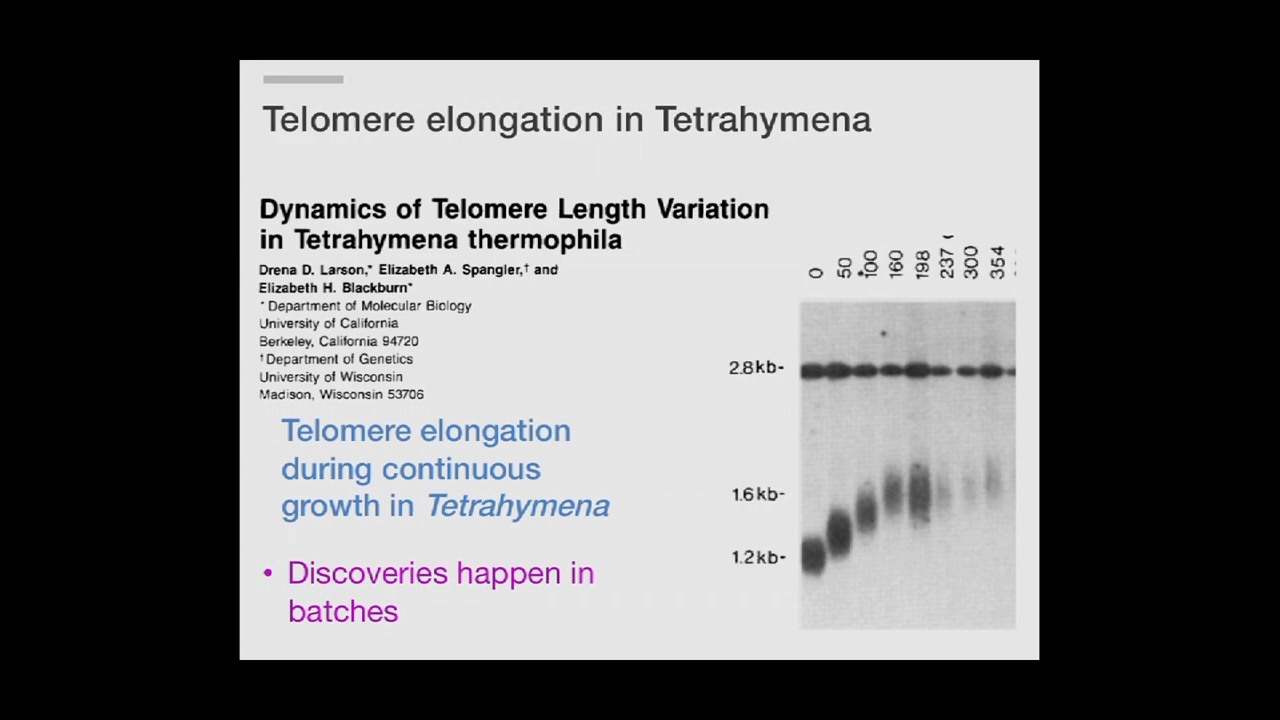 Telomere elongation in Tetrahymena
Dynamics of Telomere Length Variation
in Tetrahymena thermophila
Drena D. Larson,* Elizabeth A. Spangler,† and
Elizabeth H. Blackburn*
*Department of Molecular Biology
University of California
Berkeley, California 94720
†Department of Genetics
University of Wisconsin
Madison, Wisconsin 53706
Telomere elongation
during continuous
growth in Tetrahymena
• Discoveries happen in
batches
0 50 100 160 198 237 300 354
2.8kb-
1.6kb-
1.2kb-